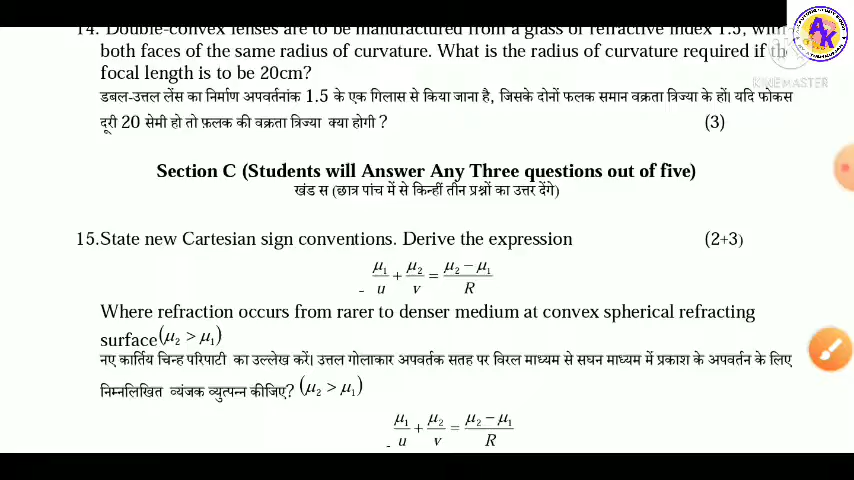 14. Double-convex lenses are to be manufactured from a glass of refractive index 1.5, with
both faces of the same radius of curvature. What is the radius of curvature required if the
focal length is to be 20cm?
डबल-उत्तल लेंस का निर्माण अपवर्तनांक 1.5 के एक गिलास से किया जाना है, जिसके दोनों फलक समान वक्रता त्रिज्या के हों। यदि फोकस
दूरी 20 सेमी हो तो फ़लक की वक्रता त्रिज्या क्या होगी ? (3)
Section C (Students will Answer Any Three questions out of five)
खंड स (छात्र पांच में से किन्हीं तीन प्रश्नों का उत्तर देंगे)
15.State new Cartesian sign conventions. Derive the expression (2+3)
-μ₁/u + μ₂/v = (μ₂ − μ₁)/R
Where refraction occurs from rarer to denser medium at convex spherical refracting
surface(μ₂ > μ₁)
नए कार्तिय चिन्ह परिपाटी का उल्लेख करें। उत्तल गोलाकार अपवर्तक सतह पर विरल माध्यम से सघन माध्यम में प्रकाश के अपवर्तन के लिए
निम्नलिखित व्यंजक व्युत्पन्न कीजिए? (μ₂ > μ₁)
-μ₁/u + μ₂/v = (μ₂ − μ₁)/R
AK
KINEMASTER